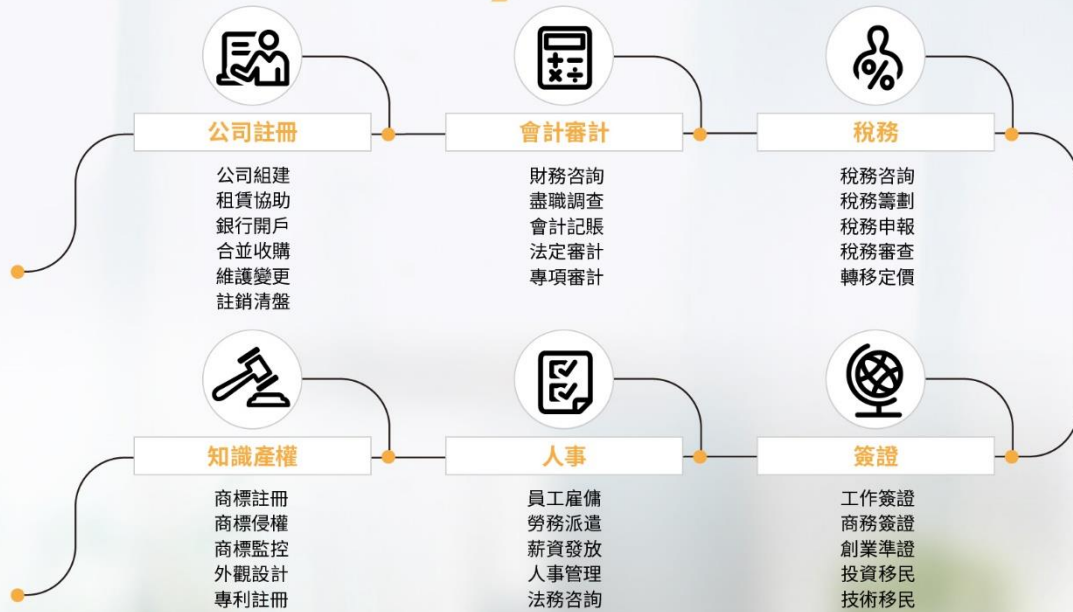 公司註冊
公司組建
租賃協助
銀行開戶
合並收購
維護變更
註銷清盤
會計審計
財務咨詢
盡職調查
會計記賬
法定審計
專項審計
稅務
稅務咨詢
稅務籌劃
稅務申報
稅務審查
轉移定價
知識產權
商標註冊
商標侵權
商標監控
外觀設計
專利註冊
人事
員工雇傭
勞務派遣
薪資發放
人事管理
法務咨詢
簽證
工作簽證
商務簽證
創業準證
投資移民
技術移民